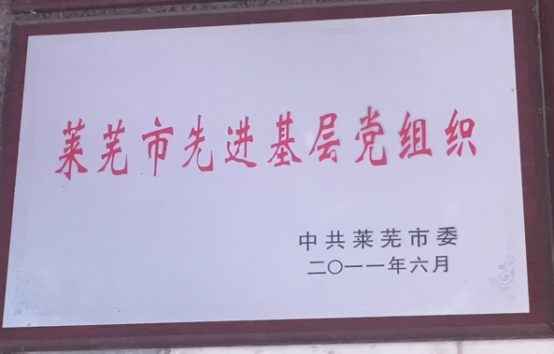 莱芜市先进基层党组织
中共莱芜市委
二〇一一年六月